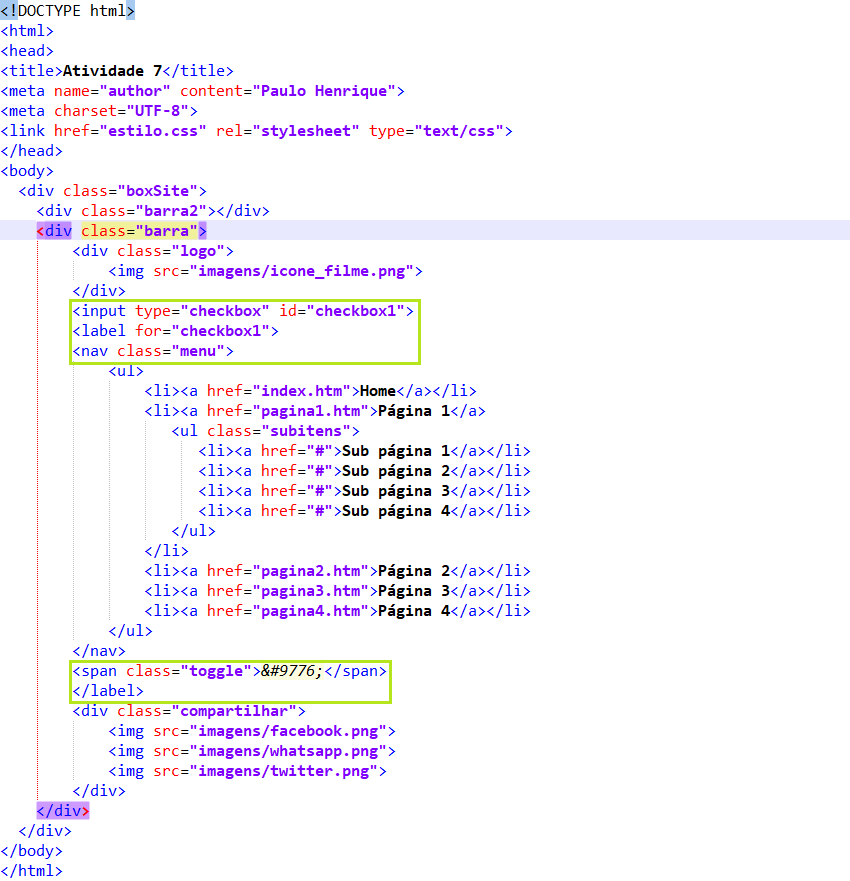 <!DOCTYPE html>
<html>
<head>
<title>Atividade 7</title>
<meta name="author" content="Paulo Henrique">
<meta charset="UTF-8">
<link href="estilo.css" rel="stylesheet" type="text/css">
</head>
<body>
<div class="boxSite">
<div class="barra2"></div>
<div class="barra">
<div class="logo">
<img src="imagens/icone_filme.png">
</div>
<input type="checkbox" id="checkbox1">
<label for="checkbox1">
<nav class="menu">
<ul>
<li><a href="index.htm">Home</a></li>
<li><a href="pagina1.htm">Página 1</a>
<ul class="subitens">
<li><a href="#">Sub página 1</a></li>
<li><a href="#">Sub página 2</a></li>
<li><a href="#">Sub página 3</a></li>
<li><a href="#">Sub página 4</a></li>
</ul>
</li>
<li><a href="pagina2.htm">Página 2</a></li>
<li><a href="pagina3.htm">Página 3</a></li>
<li><a href="pagina4.htm">Página 4</a></li>
</ul>
</nav>
<span class="toggle">&#9776;</span>
</label>
<div class="compartilhar">
<img src="imagens/facebook.png">
<img src="imagens/whatsapp.png">
<img src="imagens/twitter.png">
</div>
</div>
</div>
</body>
</html>